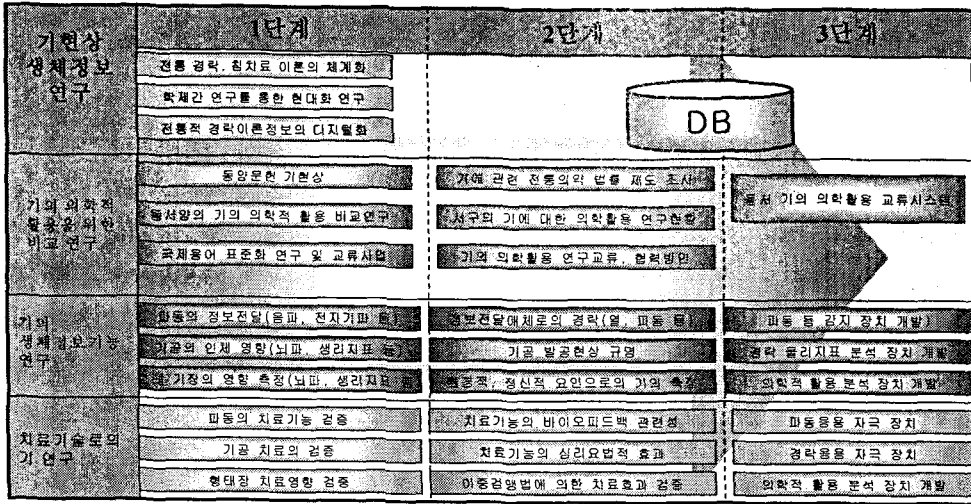 1단계
2단계
3단계
기현상
생체정보
연구
전통 경락, 침치료 이론의 체계화
학제간 연구를 통한 현대화 연구
전통적 경락이론정보의 디지털화
DB
기의 의학적
활용을 위한
비교 연구
동양문헌 기현상
동서양의 기의 의학적 활용 비교연구
국제용어 표준화 연구 및 교류사업
기에 관련 전통의약 법률 제도 조사
서구의 기에 대한 의학활용 연구현황
기의 의학활용 연구교류, 협력방안
동서 기의 의학활용 교류시스템
기의
생체정보기능
연구
파동의 정보전달(음파, 전자기파 등)
기공의 인체 영향(뇌파, 생리지표 등)
기장의 영향 측정(뇌파, 생리지표
정보전달매체로의 경락(열, 파동 등)
기공 발공현상 규명
정신적 요인으로의 기의 측정
파동 등 감지 장치 개발)
경락 물리지표 분석 장치 개발
의학적 활용 분석 장치 개발
치료기술로의
기 연구
파동의 치료기능 검증
기공 치료의 검증
형태장 치료영향 검증
치료기능의 바이오피드백 관련성
치료기능의 심리요법적 효과
이중검맹법에 의한 치료효과 검증
파동응용 자극 장치
경락응용 자극 장치
의학적 활용 분석 장치 개발